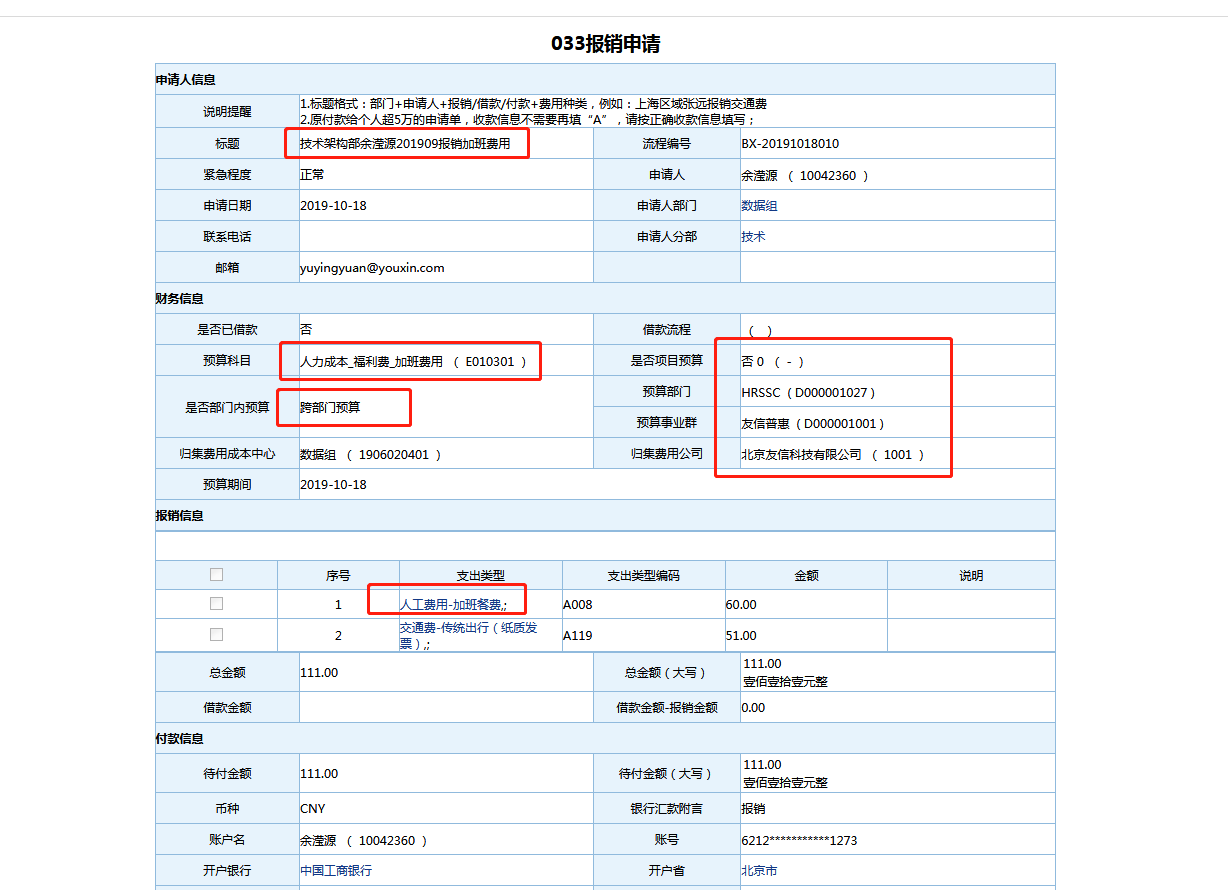 033报销申请
申请人信息
说明提醒
1.标题格式：部门+申请人+报销/借款/付款+费用种类，例如：上海区域张远报销交通费
2.原付款给个人超5万的申请单，收款信息不需要再填“A”，请按正确收款信息填写；
标题 技术架构部余滢源201909报销加班费用 流程编号 BX-20191018010
紧急程度 正常 申请人 余滢源 （ 10042360 ）
申请日期 2019-10-18 申请人部门 数据组
联系电话 申请人分部 技术
邮箱 yuyingyuan@youxin.com
财务信息
是否已借款 否 借款流程 （ ）
预算科目 人力成本_福利费_加班费用 （ E010301 ） 是否项目预算 否 0 （ - ）
是否部门内预算 跨部门预算 预算部门 HRSSC（D000001027）
预算事业群 友信普惠（D000001001）
归集费用成本中心 数据组 （ 1906020401 ） 归集费用公司 北京友信科技有限公司 （ 1001 ）
预算期间 2019-10-18
报销信息
序号 支出类型 支出类型编码 金额 说明
1 人工费用-加班餐费,; A008 60.00
2 交通费-传统出行（纸质发 A119 51.00
票）,;
总金额 111.00 总金额（大写） 111.00
壹佰壹拾壹元整
借款金额 借款金额-报销金额 0.00
付款信息
待付金额 111.00 待付金额（大写） 111.00
壹佰壹拾壹元整
币种 CNY 银行汇款附言 报销
账户名 余滢源 （ 10042360 ） 账号 6212***********1273
开户银行 中国工商银行 开户省 北京市